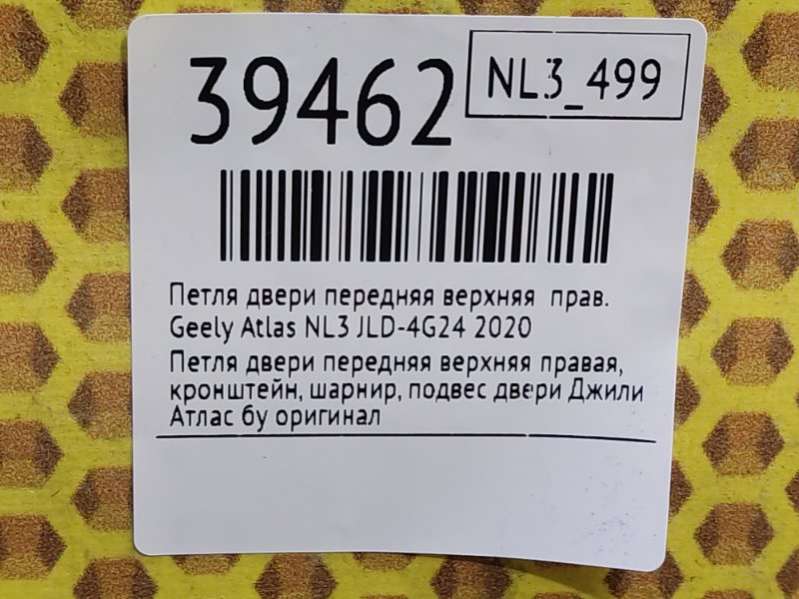 39462
NL3_499
Петля двери передняя верхняя прав.
Geely Atlas NL3 JLD-4G24 2020
Петля двери передняя верхняя правая,
кронштейн, шарнир, подвес двери Джили
Атлас бу оригинал